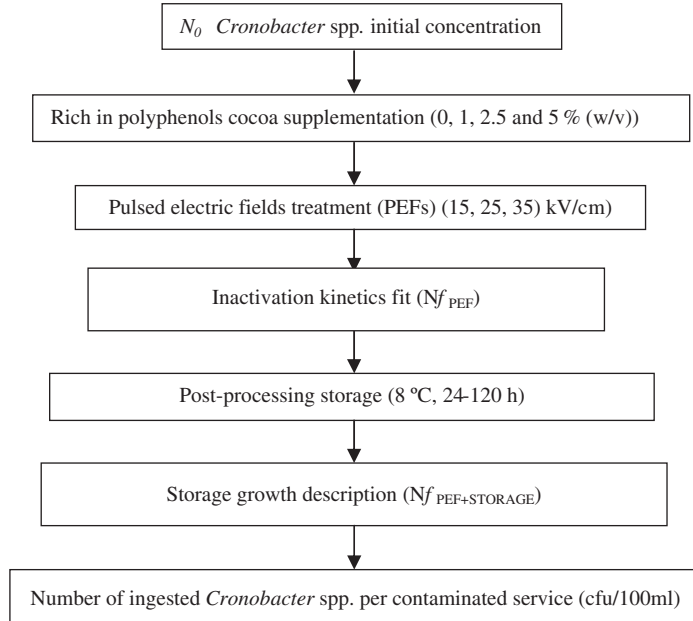 N0 Cronobacter spp. initial concentration
Rich in polyphenols cocoa supplementation (0, 1, 2.5 and 5 % (w/v))
Pulsed electric fields treatment (PEFs) (15, 25, 35) kV/cm)
Inactivation kinetics fit (Nf PEF)
Post-processing storage (8 ºC, 24-120 h)
Storage growth description (Nf PEF+STORAGE)
Number of ingested Cronobacter spp. per contaminated service (cfu/100ml)